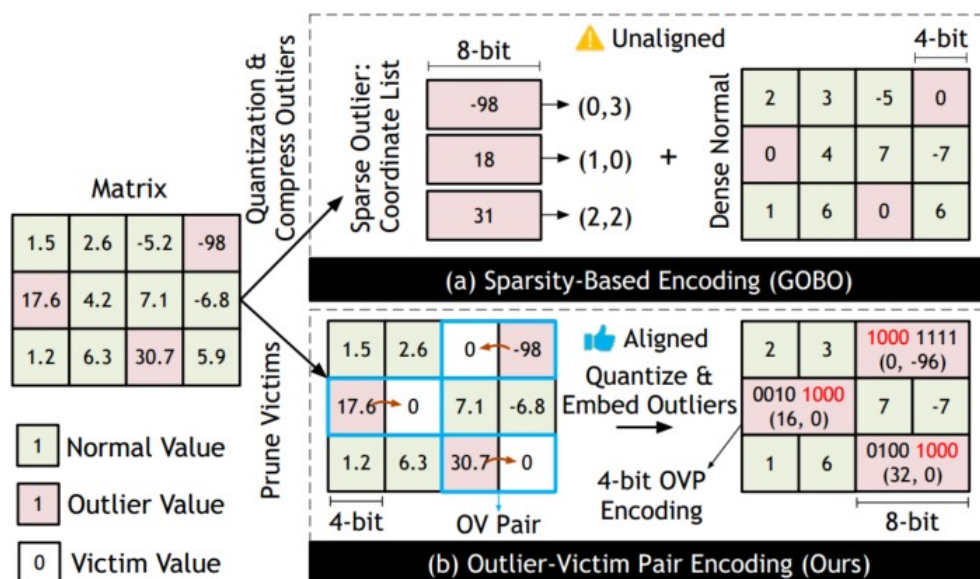 Matrix
1.5 2.6 -5.2 -98
17.6 4.2 7.1 -6.8
1.2 6.3 30.7 5.9
1 Normal Value
1 Outlier Value
0 Victim Value
Quantization &
Compress Outliers
Prune Victims
Sparse Outlier:
Coordinate List
8-bit
-98 (0,3)
18 (1,0)
31 (2,2)
+
Unaligned
4-bit
Dense Normal
2 3 -5 0
0 4 7 -7
1 6 0 6
(a) Sparsity-Based Encoding (GOBO)
1.5 2.6 0 -98
17.6 0 7.1 -6.8
1.2 6.3 30.7 0
4-bit
OV Pair
Aligned
Quantize &
Embed Outliers
4-bit OVP
Encoding
2 3 1000 1111
(0, -96)
0010 1000
(16, 0)
7 -7
1 6 0100 1000
(32, 0)
8-bit
(b) Outlier-Victim Pair Encoding (Ours)